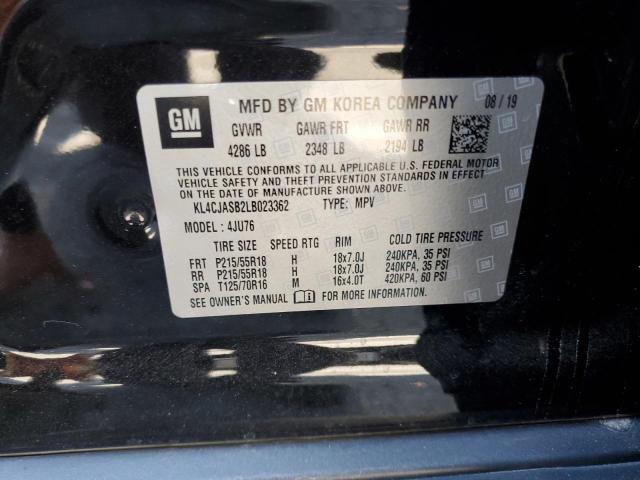 GM MFD BY GM KOREA COMPANY 08/19
GVWR GAWR FRT GAWR RR
4286 LB 2348 LB 2194 LB
THIS VEHICLE CONFORMS TO ALL APPLICABLE U.S. FEDERAL MOTOR
VEHICLE SAFETY AND THEFT PREVENTION STANDARDS IN EFFECT
ON THE DATE OF MANUFACTURE SHOWN ABOVE.
KL4CJASB2LB023362 TYPE: MPV
MODEL: 4JU76
TIRE SIZE SPEED RTG RIM COLD TIRE PRESSURE
FRT P215/55R18 H 18x7.0J 240KPA, 35 PSI
RR P215/55R18 H 18x7.0J 240KPA, 35 PSI
SPA T125/70R16 M 16x4.0T 420KPA, 60 PSI
SEE OWNER'S MANUAL